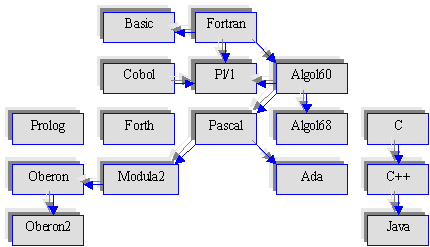 Basic Fortran
Cobol Pl/1 Algol60
Prolog Forth Pascal Algol68 C
Oberon Modula2 Ada C++
Oberon2 Java